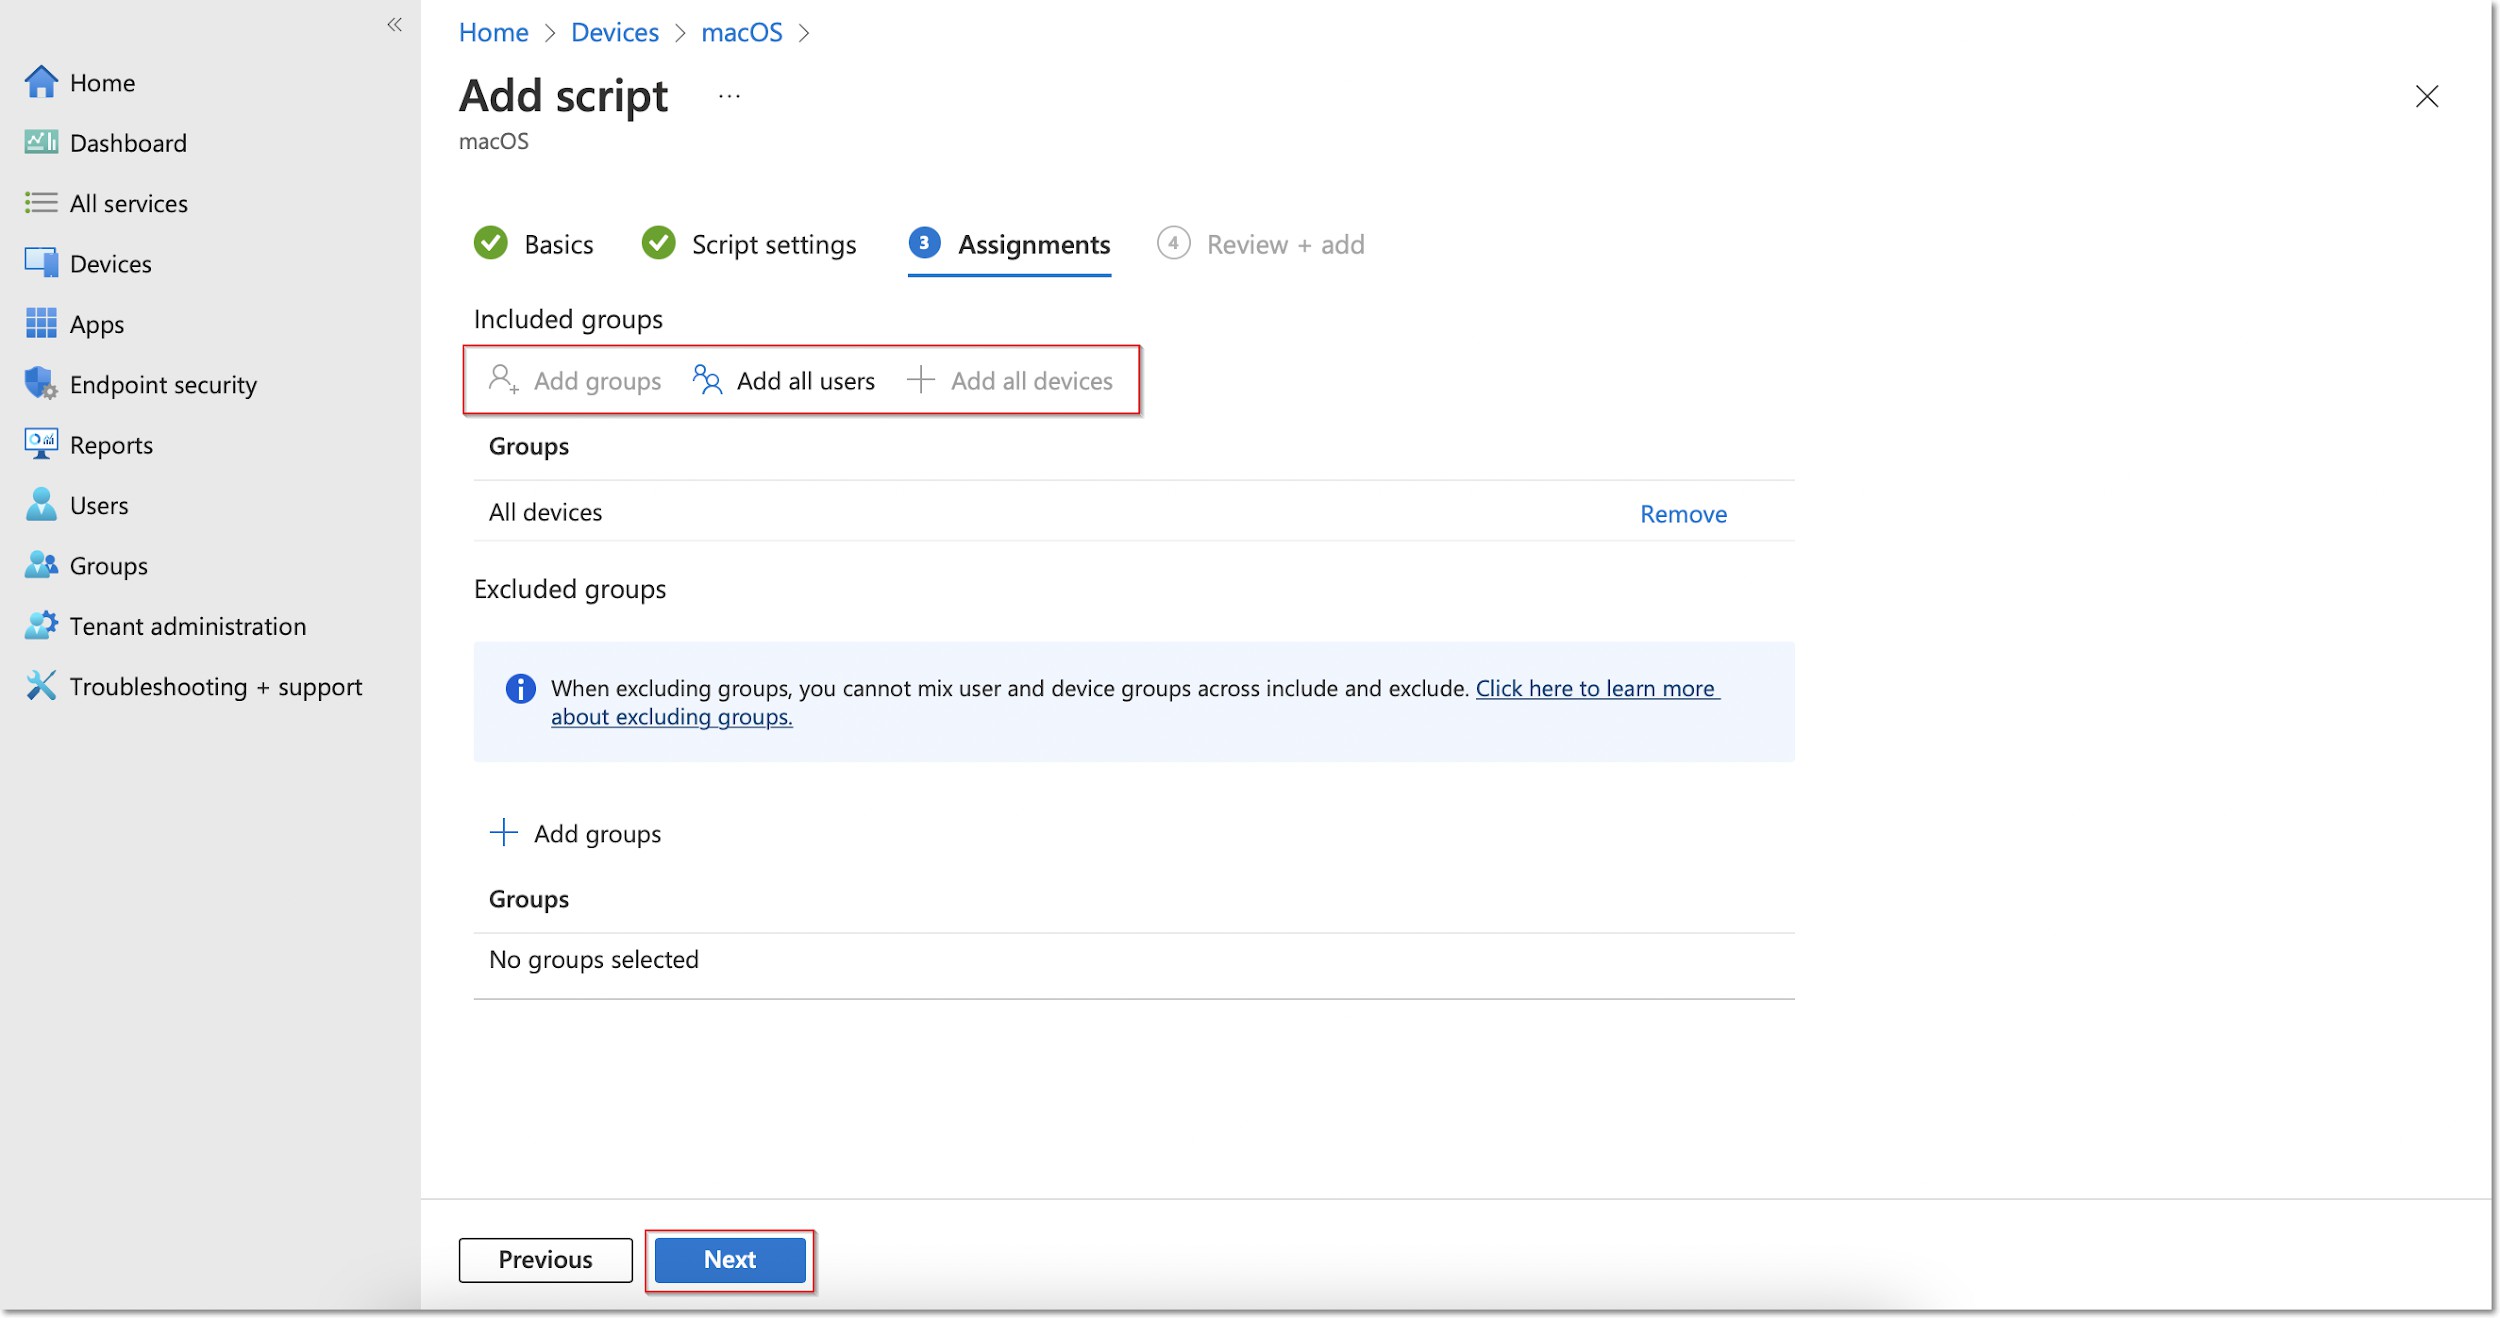 Home
Dashboard
All services
Devices
Apps
Endpoint security
Reports
Users
Groups
Tenant administration
Troubleshooting + support
Home > Devices > macOS >
Add script ...
macOS
Basics
Script settings
3 Assignments
4 Review + add
Included groups
Add groups
Add all users
Add all devices
Groups
All devices
Remove
Excluded groups
When excluding groups, you cannot mix user and device groups across include and exclude. Click here to learn more
about excluding groups.
Add groups
Groups
No groups selected
Previous
Next